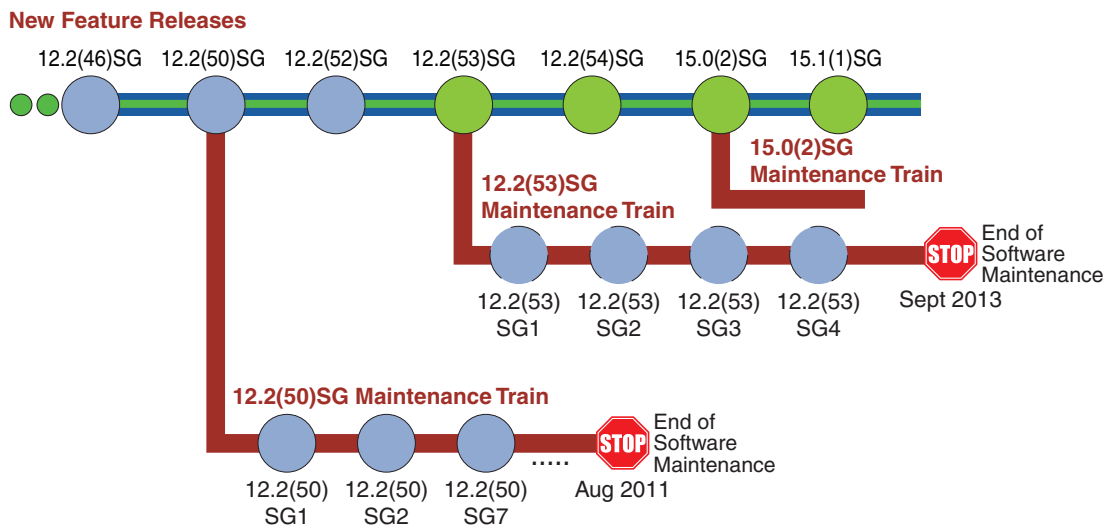 New Feature Releases
12.2(46)SG 12.2(50)SG 12.2(52)SG 12.2(53)SG 12.2(54)SG 15.0(2)SG 15.1(1)SG
15.0(2)SG
Maintenance Train
12.2(53)SG
Maintenance Train
STOP
End of
Software
Maintenance
Sept 2013
12.2(53)
SG1
12.2(53)
SG2
12.2(53)
SG3
12.2(53)
SG4
12.2(50)SG Maintenance Train
.....
STOP
End of
Software
Maintenance
Aug 2011
12.2(50)
SG1
12.2(50)
SG2
12.2(50)
SG7